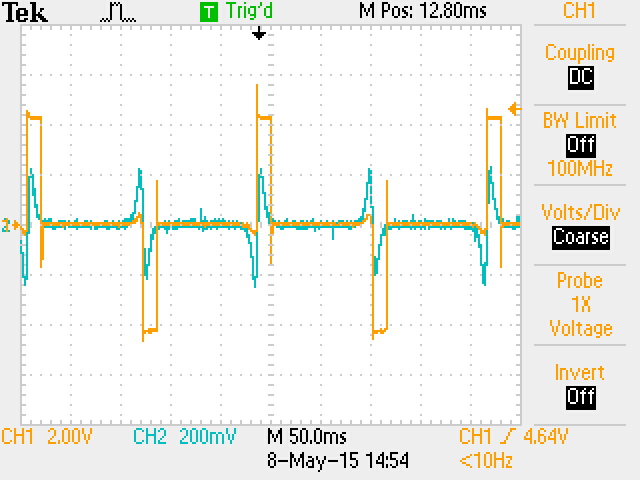 Tek T Trig'd M Pos: 12.80ms CH1
Coupling
DC
BW Limit
Off
100MHz
Volts/Div
Coarse
Probe
1X
Voltage
Invert
Off
2
CH1 2.00V CH2 200mV M 50.0ms CH1 4.64V
8-May-15 14:54 <10Hz